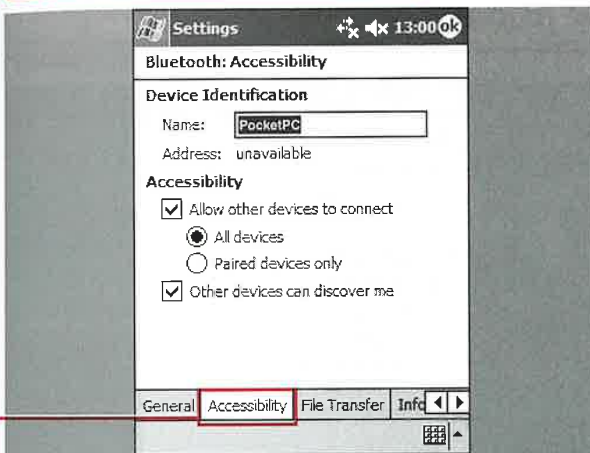 Settings 13:00 ok
Bluetooth: Accessibility
Device Identification
Name: PocketPC
Address: unavailable
Accessibility
Allow other devices to connect
All devices
Paired devices only
Other devices can discover me
General Accessibility File Transfer Info